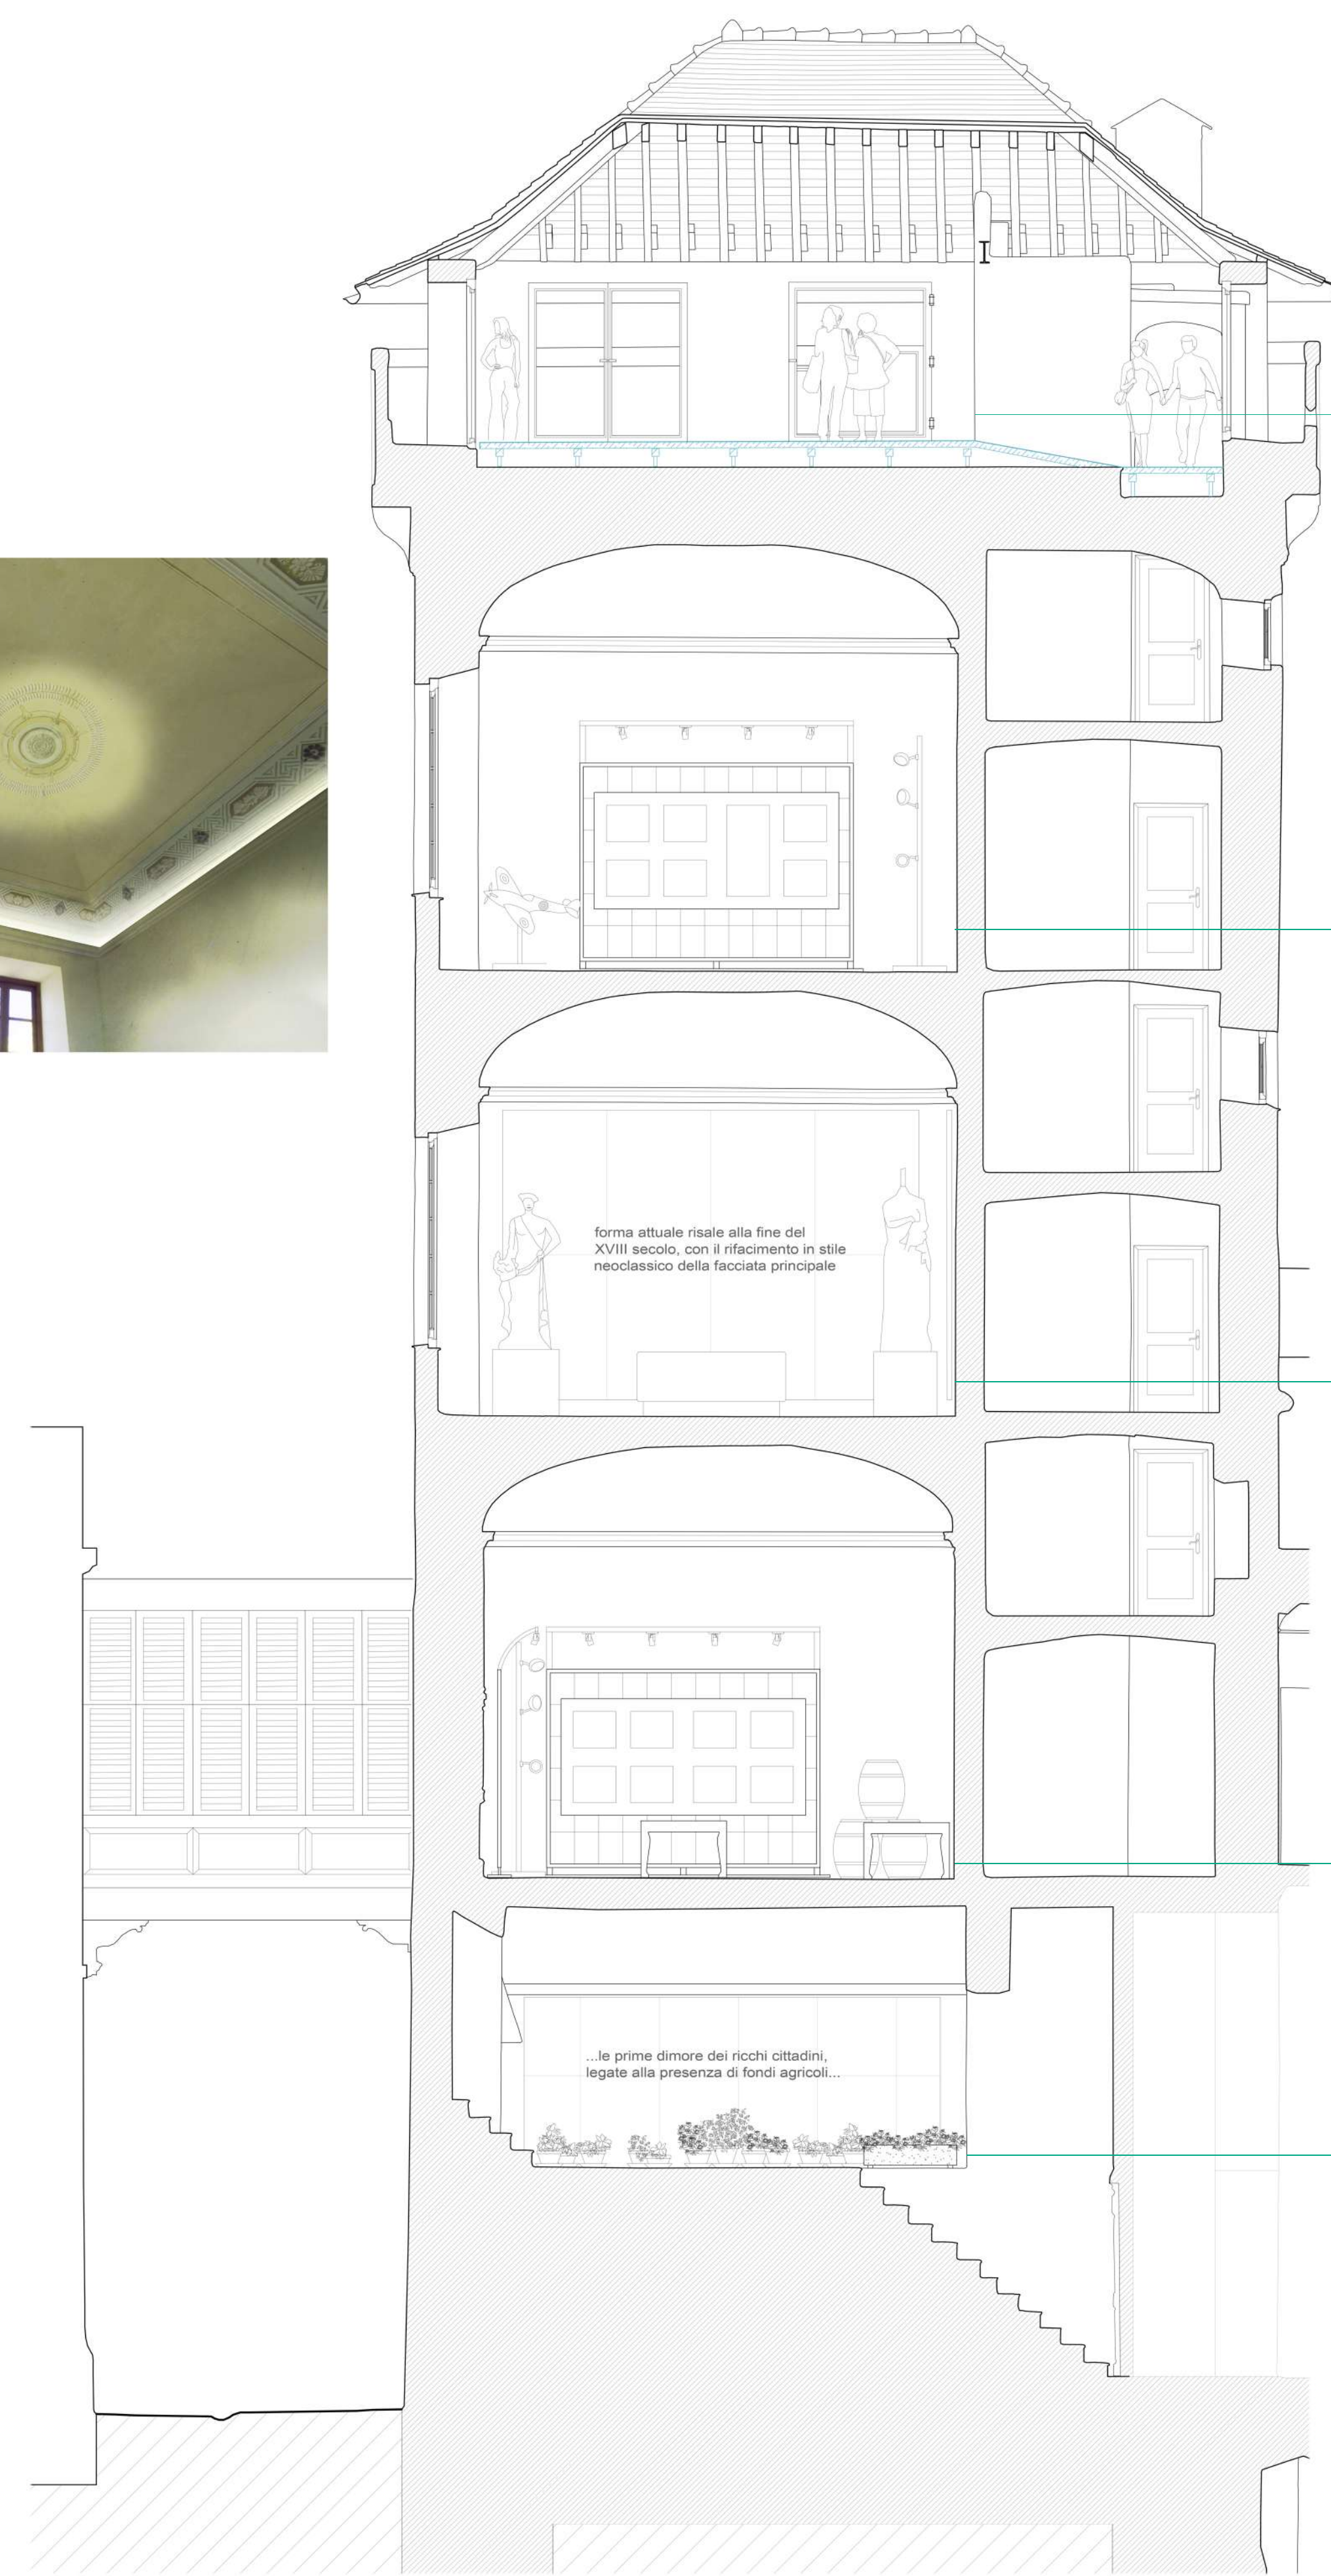 forma attuale risale alla fine del
XVIII secolo, con il rifacimento in stile
neoclassico della facciata principale
...le prime dimore dei ricchi cittadini,
legate alla presenza di fondi agricoli...